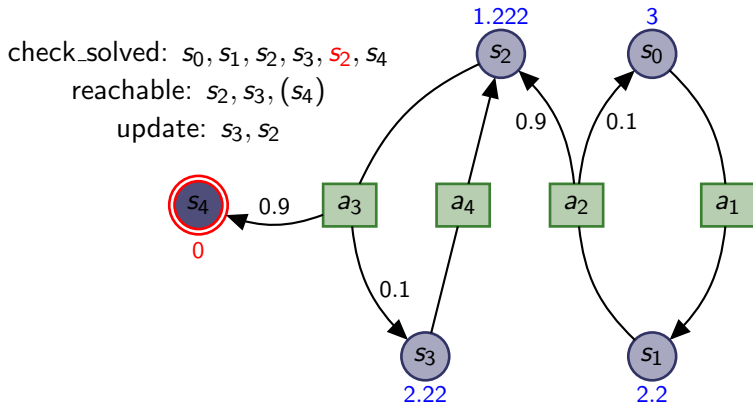 1.222
3
check_solved: s₀, s₁, s₂, s₃, s₂, s₄
s₂
s₀
reachable: s₂, s₃, (s₄)
update: s₃, s₂
0.9
0.1
s₄
0.9
a₃
a₄
a₂
a₁
0
0.1
s₃
s₁
2.22
2.2